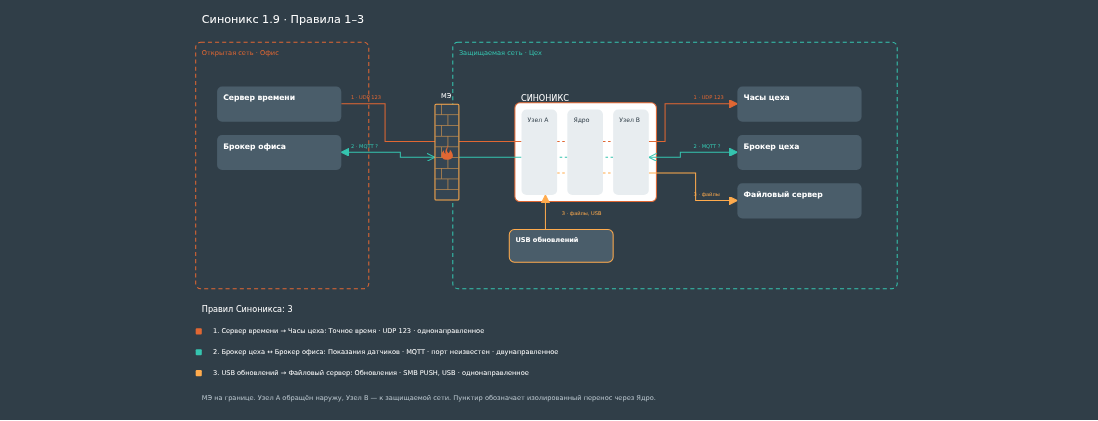 Синоникс 1.9 · Правила 1–3
Открытая сеть · Офис
Защищаемая сеть · Цех
МЭ
СИНОНИКС
Сервер времени
1 · UDP 123
Узел A
Ядро
Узел B
1 · UDP 123
Часы цеха
Брокер офиса
2 · MQTT ?
2 · MQTT ?
Брокер цеха
3 · файлы
Файловый сервер
3 · файлы, USB
USB обновлений
Правил Синоникса: 3
1. Сервер времени → Часы цеха: Точное время · UDP 123 · однонаправленное
2. Брокер цеха ↔ Брокер офиса: Показания датчиков · MQTT · порт неизвестен · двунаправленное
3. USB обновлений → Файловый сервер: Обновления · SMB PUSH, USB · однонаправленное
МЭ на границе. Узел A обращён наружу, Узел B — к защищаемой сети. Пунктир обозначает изолированный перенос через Ядро.